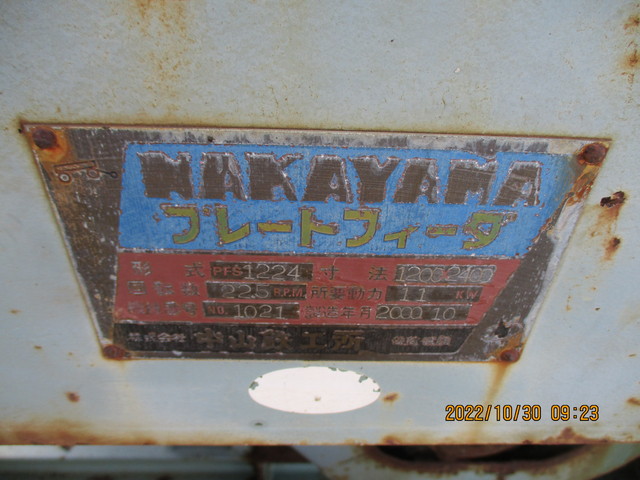 NAKAYAMA
プレートフィーダ
形式 PFS 1224 寸法 1200×2400
回転数 225 R.P.M 所要動力 11 KW
製造番号 NO. 1021 製造年月 2000 10
株式会社 中山鉄工所
2022/10/30 09:23